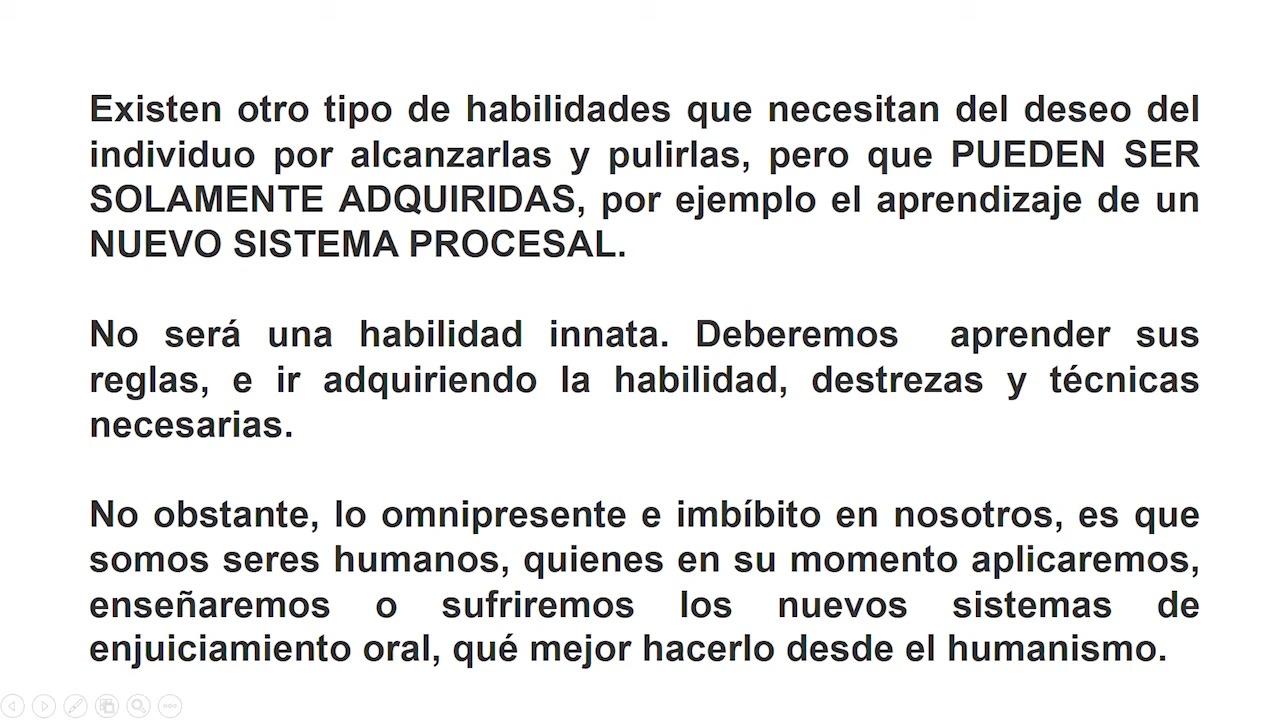 Existen otro tipo de habilidades que necesitan del deseo del
individuo por alcanzarlas y pulirlas, pero que PUEDEN SER
SOLAMENTE ADQUIRIDAS, por ejemplo el aprendizaje de un
NUEVO SISTEMA PROCESAL.
No será una habilidad innata. Deberemos aprender sus
reglas, e ir adquiriendo la habilidad, destrezas y técnicas
necesarias.
No obstante, lo omnipresente e imbíbito en nosotros, es que
somos seres humanos, quienes en su momento aplicaremos,
enseñaremos o sufriremos los nuevos sistemas de
enjuiciamiento oral, qué mejor hacerlo desde el humanismo.